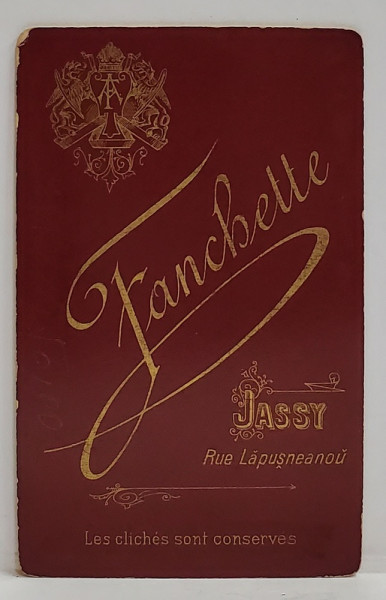 Fanchette
JASSY
Rue Lăpușneanoŭ
Les clichés sont conserves